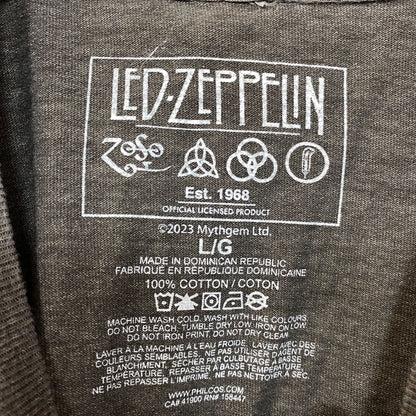 LED-ZEPPELIN
ZoSo
Est. 1968
OFFICIAL LICENSED PRODUCT
©2023 Mythgem Ltd.
L/G
MADE IN DOMINICAN REPUBLIC
FABRIQUÉ EN RÉPUBLIQUE DOMINICAINE
100% COTTON / COTON
MACHINE WASH COLD. WASH WITH LIKE COLOURS.
DO NOT BLEACH. TUMBLE DRY LOW. IRON ON LOW.
DO NOT IRON PRINT. DO NOT DRY CLEAN.
LAVER À LA MACHINE À L'EAU FROIDE. LAVER AVEC DES
COULEURS SEMBLABLES. NE PAS UTILISER D'AGENT DE
BLANCHIMENT. SÉCHER PAR CULBUTAGE À BASSE
TEMPÉRATURE. REPASSER À BASSE TEMPÉRATURE.
NE PAS REPASSER L'IMPRIMÉ. NE PAS NETTOYER À SEC.
WWW.PHILCOS.COM
CA# 41900 RN# 158447